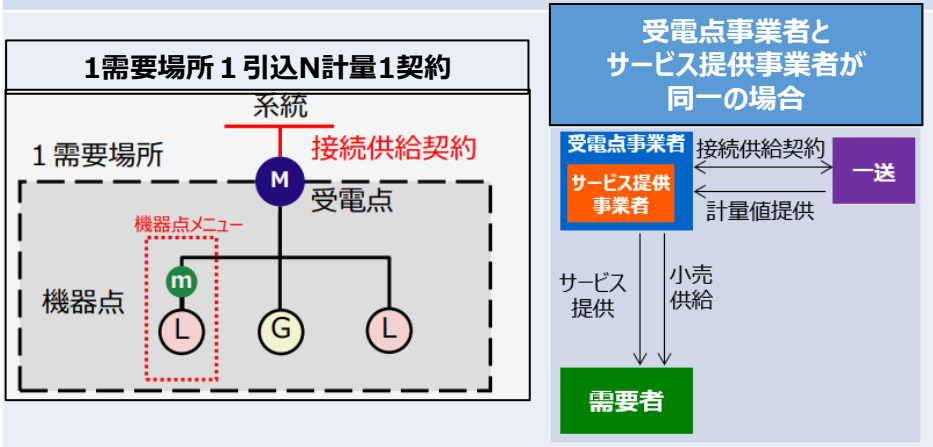 1需要場所１引込N計量1契約
系統
接続供給契約
１需要場所
M
受電点
機器点メニュー
m
機器点
L
G
L
受電点事業者と
サービス提供事業者が
同一の場合
受電点事業者
サービス提供
事業者
接続供給契約
一送
計量値提供
サービス
提供
小売
供給
需要者